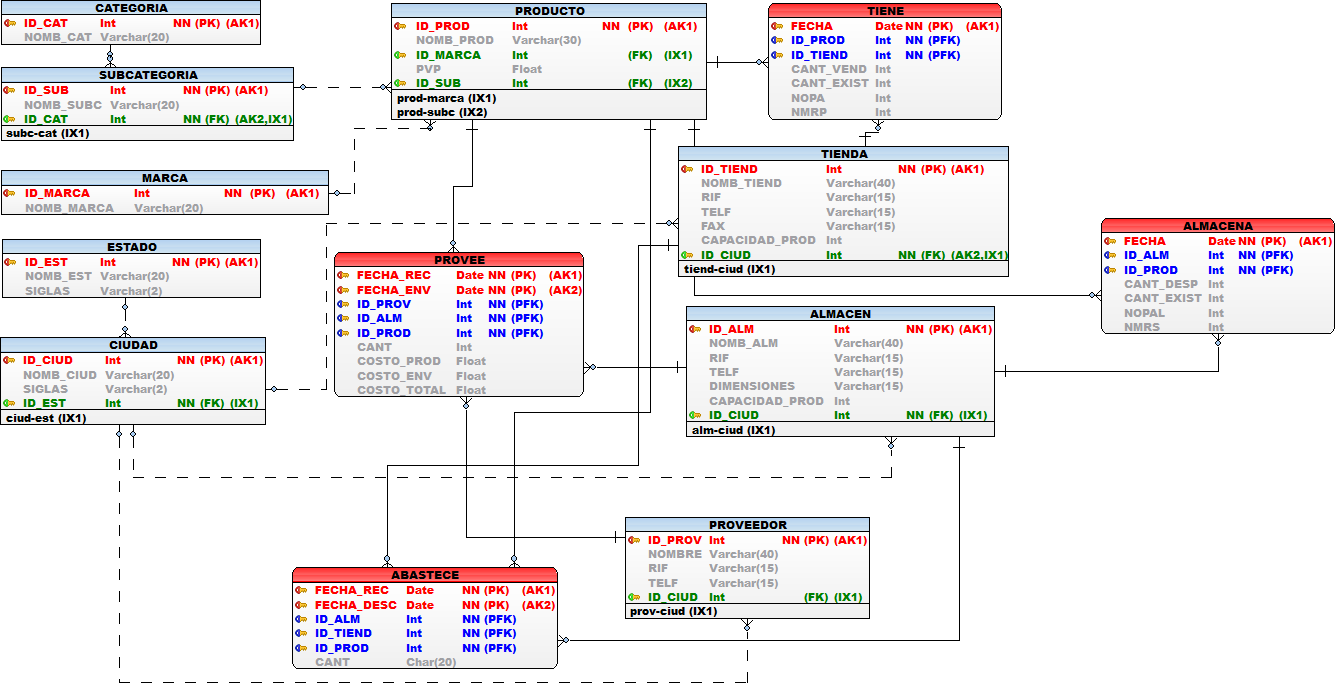 CATEGORIA
ID_CAT Int NN (PK) (AK1)
NOMB_CAT Varchar(20)
SUBCATEGORIA
ID_SUB Int NN (PK) (AK1)
NOMB_SUBC Varchar(20)
ID_CAT Int NN (FK) (AK2,IX1)
subc-cat (IX1)
MARCA
ID_MARCA Int NN (PK) (AK1)
NOMB_MARCA Varchar(20)
ESTADO
ID_EST Int NN (PK) (AK1)
NOMB_EST Varchar(20)
SIGLAS Varchar(2)
CIUDAD
ID_CIUD Int NN (PK) (AK1)
NOMB_CIUD Varchar(20)
SIGLAS Varchar(2)
ID_EST Int NN (FK) (IX1)
ciud-est (IX1)
PRODUCTO
ID_PROD Int NN (PK) (AK1)
NOMB_PROD Varchar(30)
ID_MARCA Int (FK) (IX1)
PVP Float
ID_SUB Int (FK) (IX2)
prod-marca (IX1)
prod-subc (IX2)
TIENE
FECHA Date NN (PK) (AK1)
ID_PROD Int NN (PFK)
ID_TIEND Int NN (PFK)
CANT_VEND Int
CANT_EXIST Int
NOPA Int
NMRP Int
TIENDA
ID_TIEND Int NN (PK) (AK1)
NOMB_TIEND Varchar(40)
RIF Varchar(15)
TELF Varchar(15)
FAX Varchar(15)
CAPACIDAD_PROD Int
ID_CIUD Int NN (FK) (AK2,IX1)
tiend-ciud (IX1)
ALMACENA
FECHA Date NN (PK) (AK1)
ID_ALM Int NN (PFK)
ID_PROD Int NN (PFK)
CANT_DESP Int
CANT_EXIST Int
NOPAL Int
NMRS Int
PROVEE
FECHA_REC Date NN (PK) (AK1)
FECHA_ENV Date NN (PK) (AK2)
ID_PROV Int NN (PFK)
ID_ALM Int NN (PFK)
ID_PROD Int NN (PFK)
CANT Int
COSTO_PROD Float
COSTO_ENV Float
COSTO_TOTAL Float
ALMACEN
ID_ALM Int NN (PK) (AK1)
NOMB_ALM Varchar(40)
RIF Varchar(15)
TELF Varchar(15)
DIMENSIONES Varchar(15)
CAPACIDAD_PROD Int
ID_CIUD Int NN (FK) (IX1)
alm-ciud (IX1)
PROVEEDOR
ID_PROV Int NN (PK) (AK1)
NOMBRE Varchar(40)
RIF Varchar(15)
TELF Varchar(15)
ID_CIUD Int (FK) (IX1)
prov-ciud (IX1)
ABASTECE
FECHA_REC Date NN (PK) (AK1)
FECHA_DESC Date NN (PK) (AK2)
ID_ALM Int NN (PFK)
ID_TIEND Int NN (PFK)
ID_PROD Int NN (PFK)
CANT Char(20)